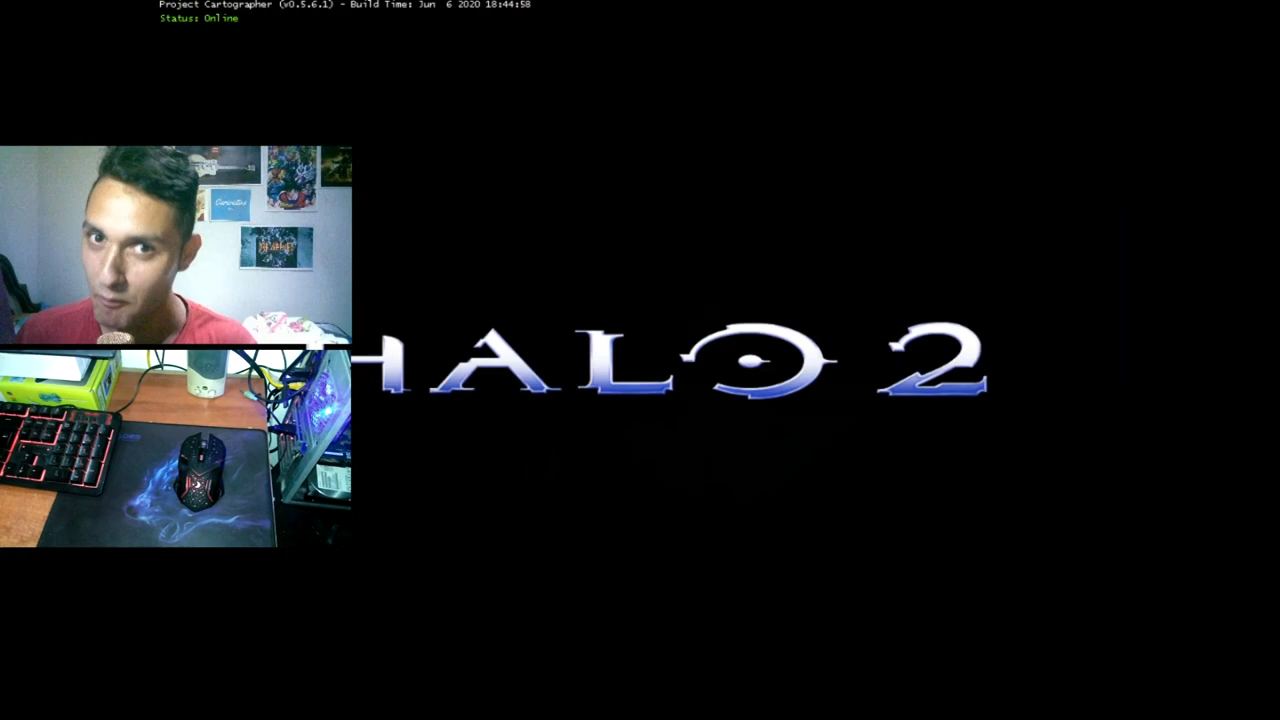 Project Cartographer (v0.5.6.1) - Build Time: Jun  6 2020 18:44:58
Status: Online
HALO 2